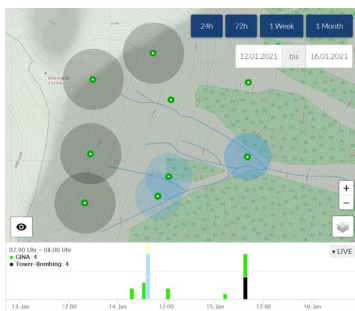 24h 72h 1 Week 1 Month
12.01.2021 bis 16.01.2021
+
−
07.00 Uhr - 08.00 Uhr
GINA: 4
Tower-Bombing: 4
• LIVE
13. Jan 12:00 14. Jan 12:00 15. Jan 12:00 16. Jan